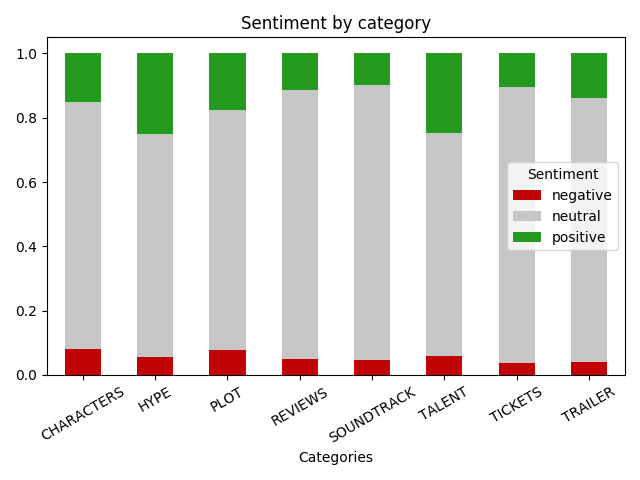 Sentiment by category
1.0
0.8
0.6
0.4
0.2
0.0
Sentiment
negative
neutral
positive
CHARACTERS
HYPE
PLOT
REVIEWS
SOUNDTRACK
TALENT
TICKETS
TRAILER
Categories